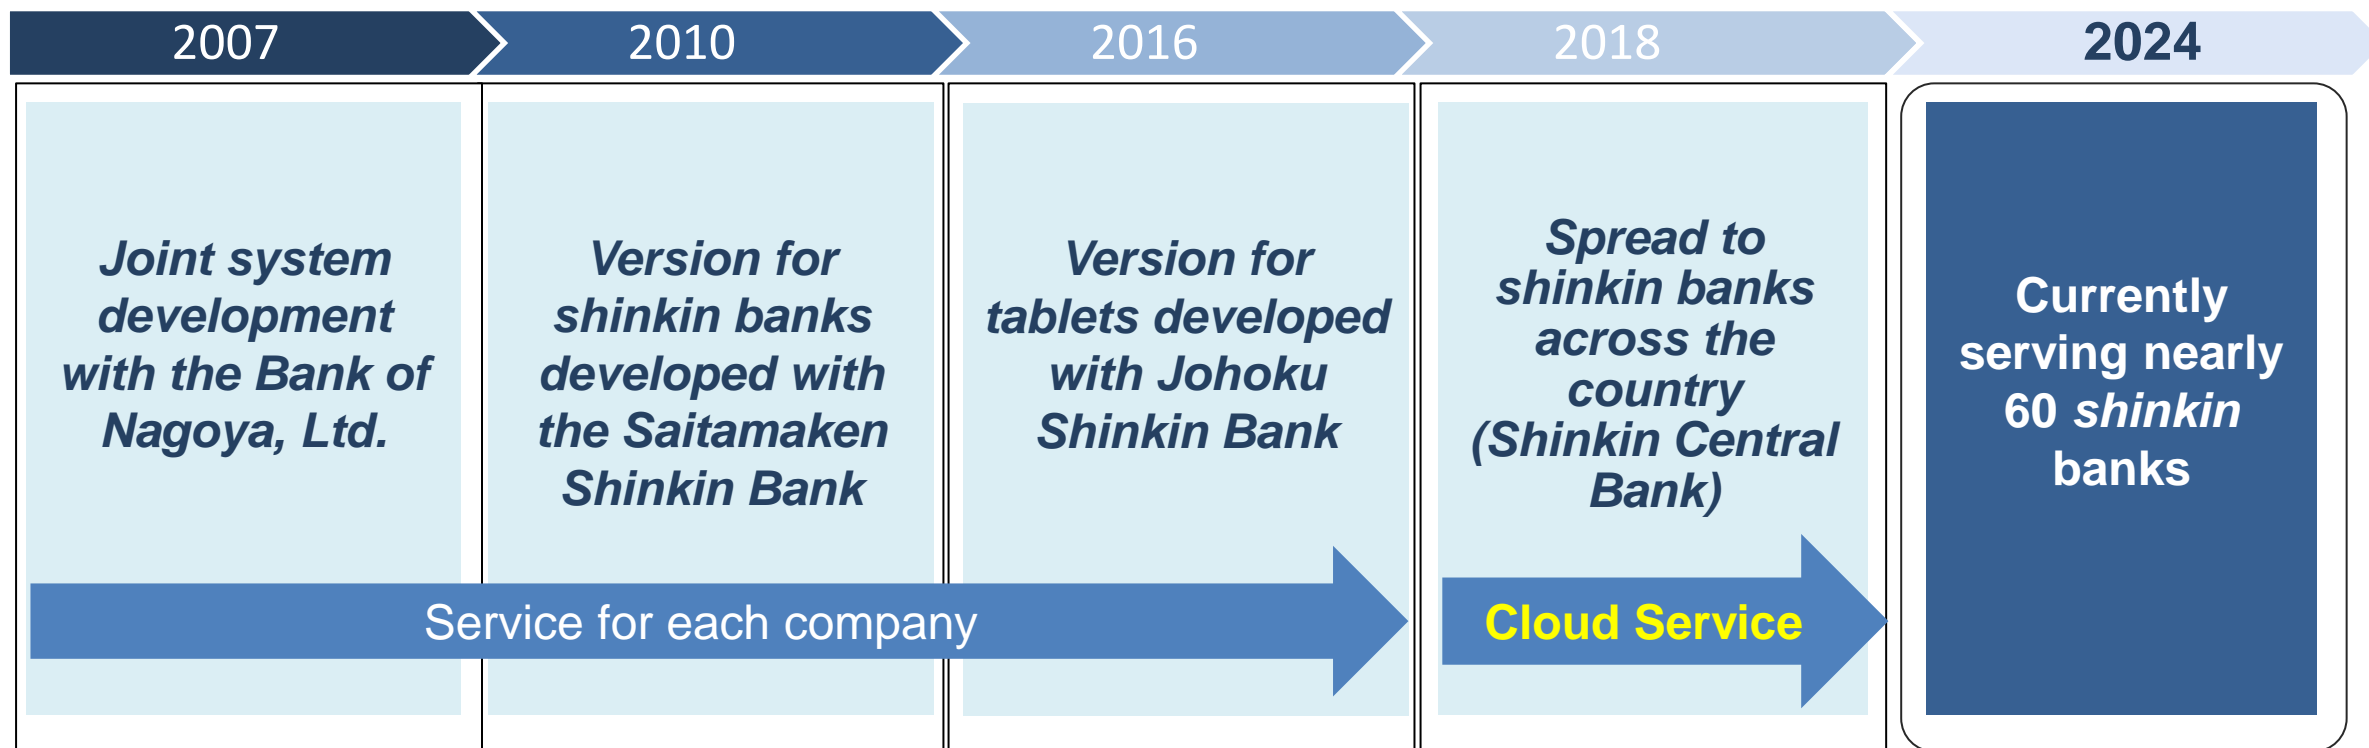 2007
2010
2016
2018
2024
Joint system
development
with the Bank of
Nagoya, Ltd.
Version for
shinkin banks
developed with
the Saitamaken
Shinkin Bank
Version for
tablets developed
with Johoku
Shinkin Bank
Spread to
shinkin banks
across the
country
(Shinkin Central
Bank)
Currently
serving nearly
60 shinkin
banks
Service for each company
Cloud Service